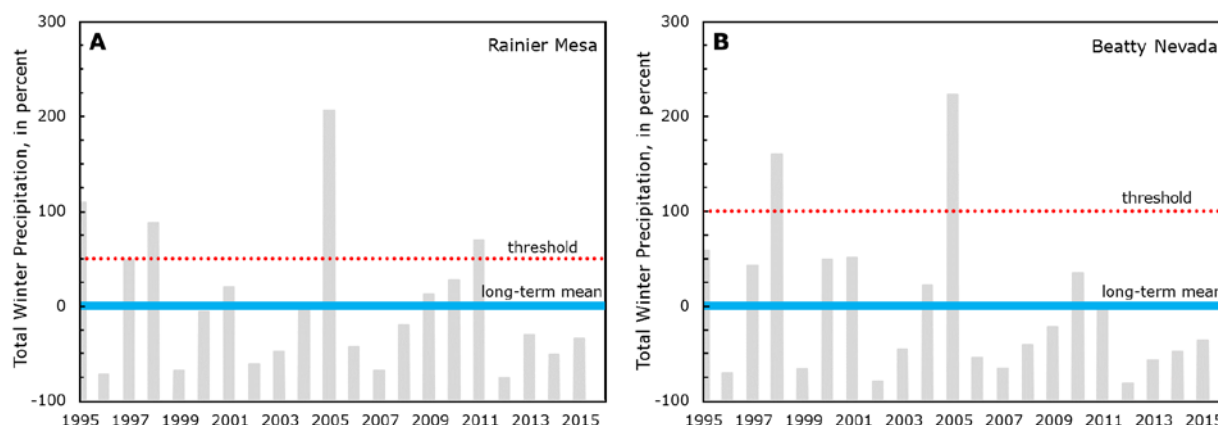 A
Rainier Mesa
Total Winter Precipitation, in percent
300
200
100
0
-100
threshold
long-term mean
1995 1997 1999 2001 2003 2005 2007 2009 2011 2013 2015
B
Beatty Nevada
Total Winter Precipitation, in percent
300
200
100
0
-100
threshold
long-term mean
1995 1997 1999 2001 2003 2005 2007 2009 2011 2013 2015